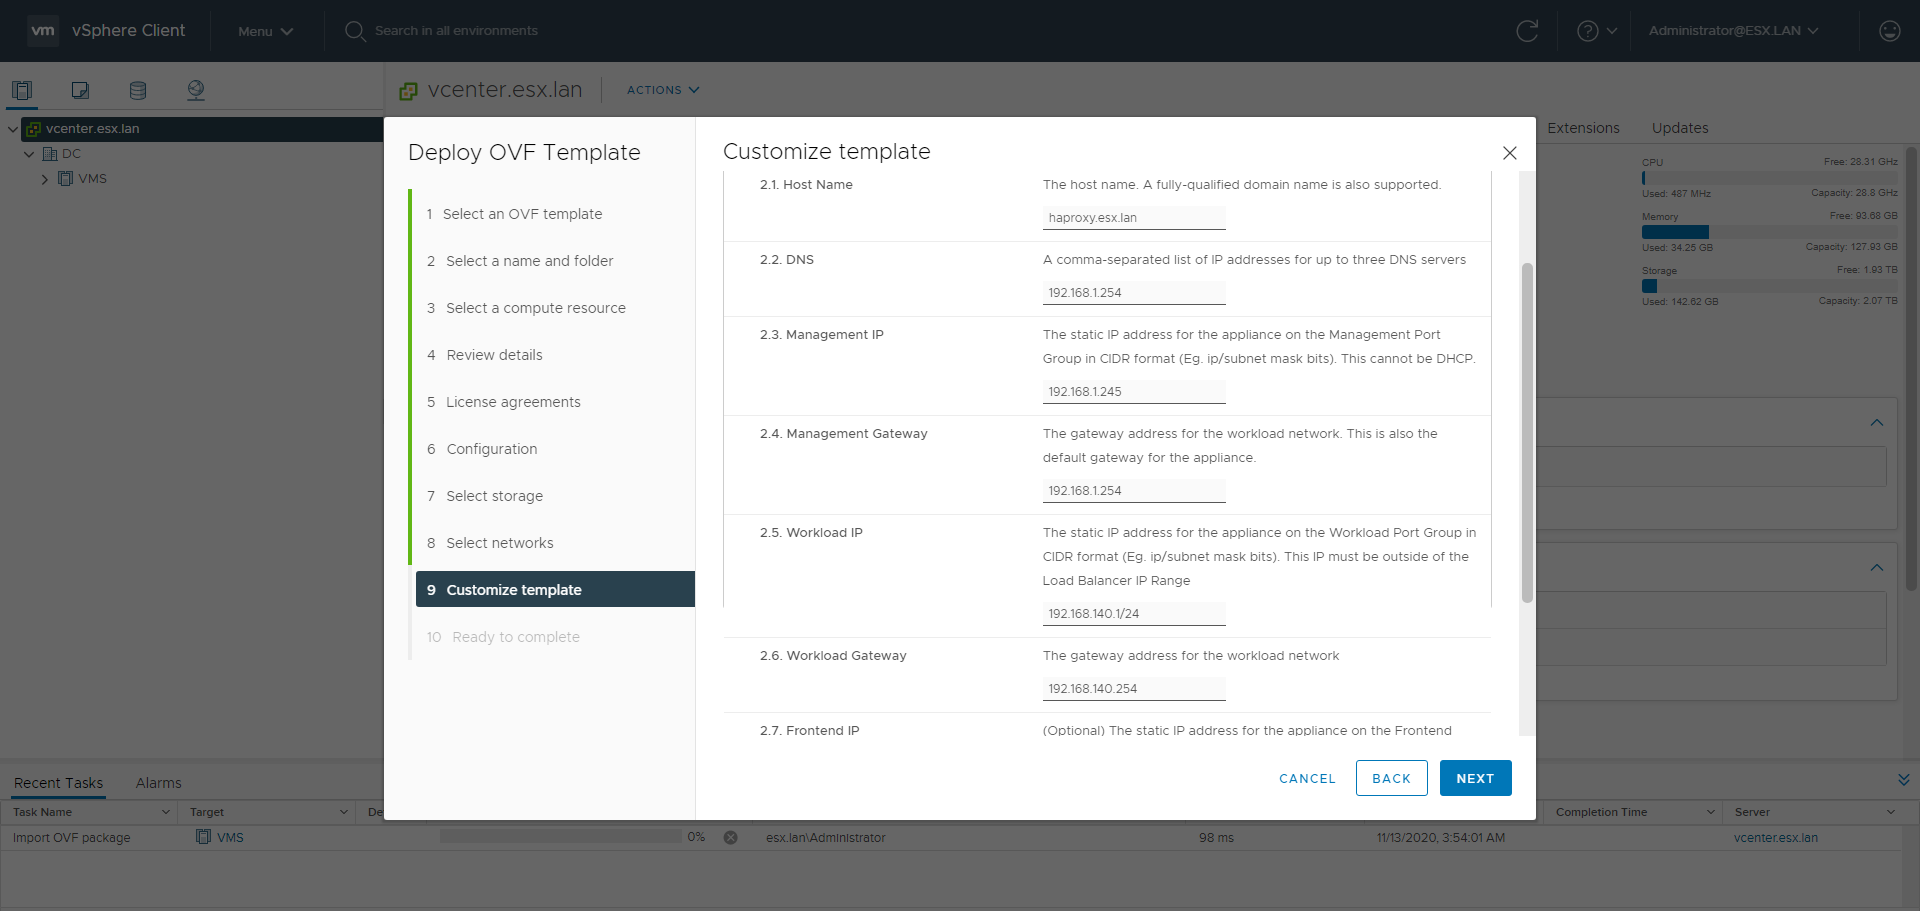 vm vSphere Client Menu Search in all environments Administrator@ESX.LAN
vcenter.esx.lan ACTIONS
vcenter.esx.lan
DC
VMS
Extensions Updates
CPU Free: 28.31 GHz
Used: 487 MHz Capacity: 28.8 GHz
Memory Free: 93.68 GB
Used: 34.25 GB Capacity: 127.93 GB
Storage Free: 1.93 TB
Used: 142.62 GB Capacity: 2.07 TB
Deploy OVF Template
1 Select an OVF template
2 Select a name and folder
3 Select a compute resource
4 Review details
5 License agreements
6 Configuration
7 Select storage
8 Select networks
9 Customize template
10 Ready to complete
Customize template
2.1. Host Name The host name. A fully-qualified domain name is also supported.
haproxy.esx.lan
2.2. DNS A comma-separated list of IP addresses for up to three DNS servers
192.168.1.254
2.3. Management IP The static IP address for the appliance on the Management Port
Group in CIDR format (Eg. ip/subnet mask bits). This cannot be DHCP.
192.168.1.245
2.4. Management Gateway The gateway address for the workload network. This is also the
default gateway for the appliance.
192.168.1.254
2.5. Workload IP The static IP address for the appliance on the Workload Port Group in
CIDR format (Eg. ip/subnet mask bits). This IP must be outside of the
Load Balancer IP Range
192.168.140.1/24
2.6. Workload Gateway The gateway address for the workload network
192.168.140.254
2.7. Frontend IP (Optional) The static IP address for the appliance on the Frontend
CANCEL BACK NEXT
Recent Tasks Alarms
Task Name Target De Completion Time Server
Import OVF package VMS 0% esx.lan\Administrator 98 ms 11/13/2020, 3:54:01 AM vcenter.esx.lan